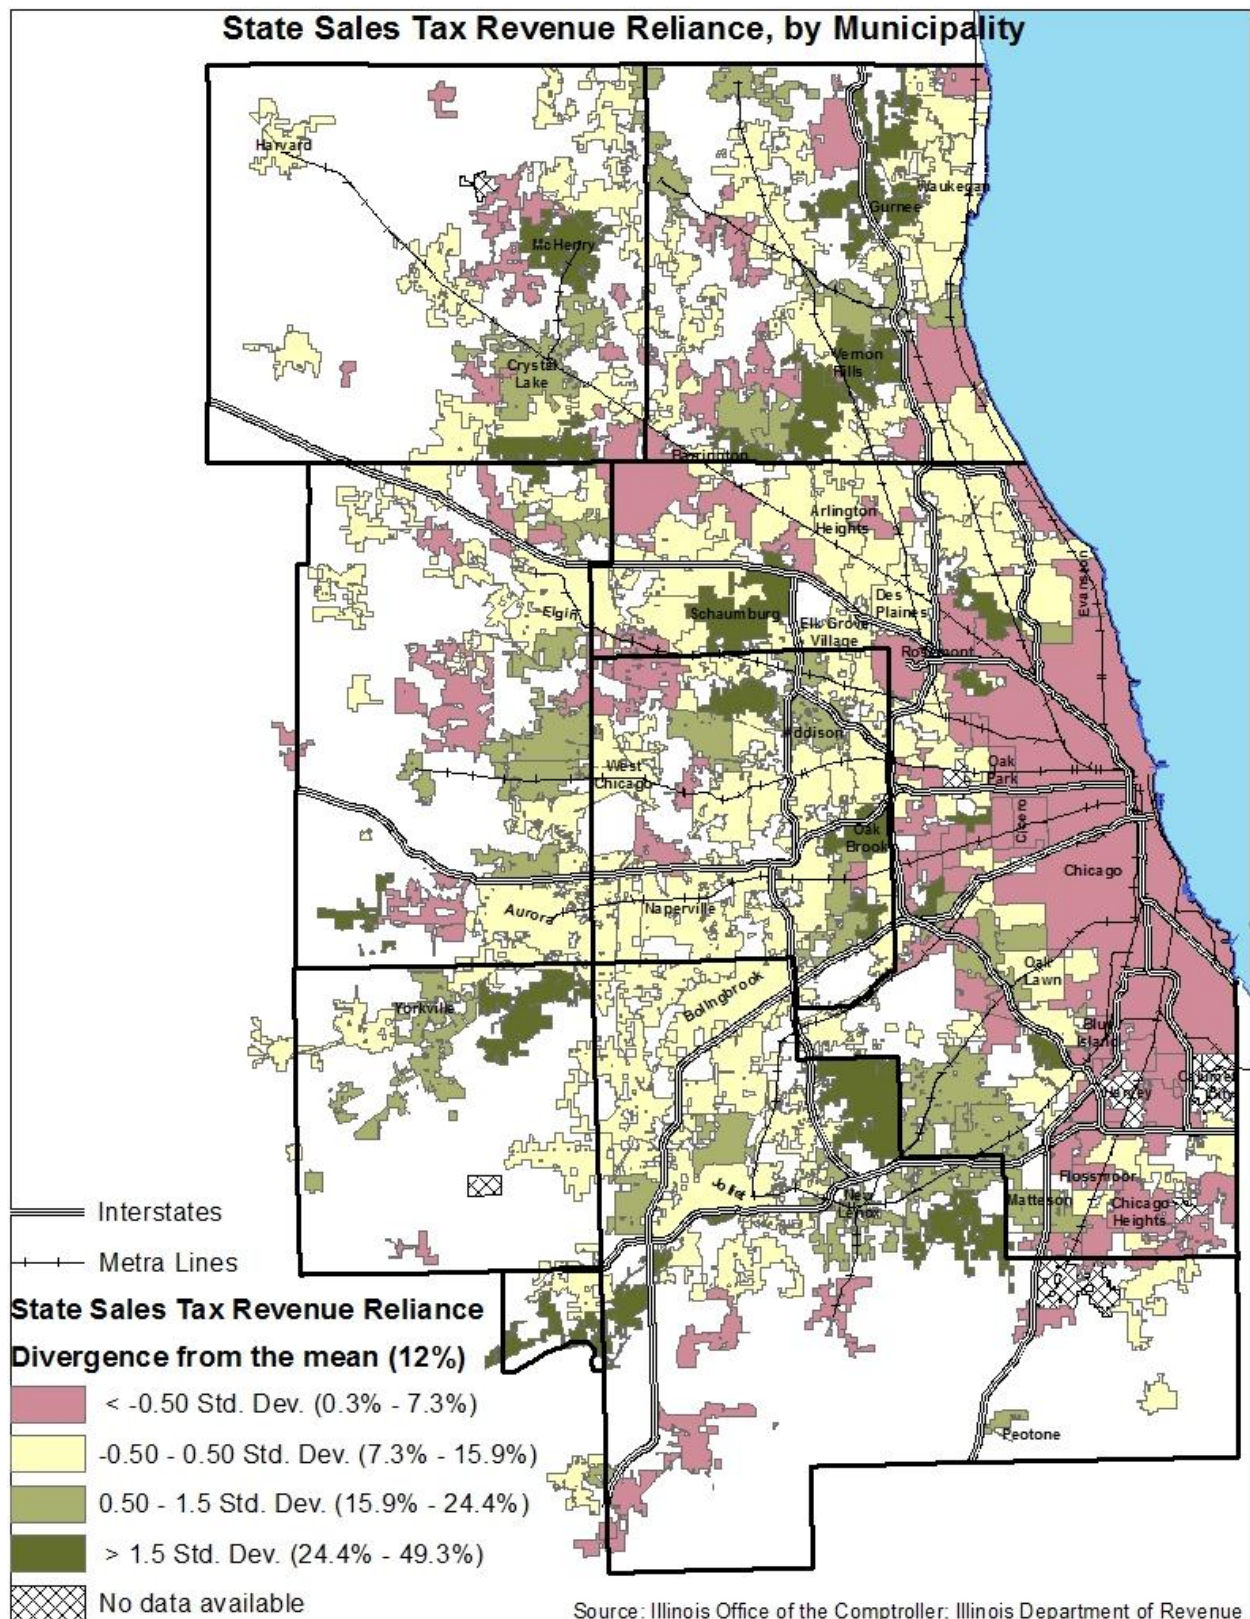 State Sales Tax Revenue Reliance, by Municipality
Harvard
Waukegan
Gurnee
McHenry
Vernon
Hills
Crystal
Lake
Barrington
Arlington
Heights
Evanston
Des
Plaines
Elgin
Schaumburg
Elk Grove
Village
Rosemont
Addison
West
Chicago
Oak
Park
Cicero
Oak
Brook
Chicago
Aurora
Naperville
Oak
Lawn
Bolingbrook
Yorkville
Blue
Island
Calumet
City
Harvey
Flossmoor
Joliet
New
Lenox
Matteson
Chicago
Heights
Peotone
Interstates
Metra Lines
State Sales Tax Revenue Reliance
Divergence from the mean (12%)
< -0.50 Std. Dev. (0.3% - 7.3%)
-0.50 - 0.50 Std. Dev. (7.3% - 15.9%)
0.50 - 1.5 Std. Dev. (15.9% - 24.4%)
> 1.5 Std. Dev. (24.4% - 49.3%)
No data available
Source: Illinois Office of the Comptroller; Illinois Department of Revenue